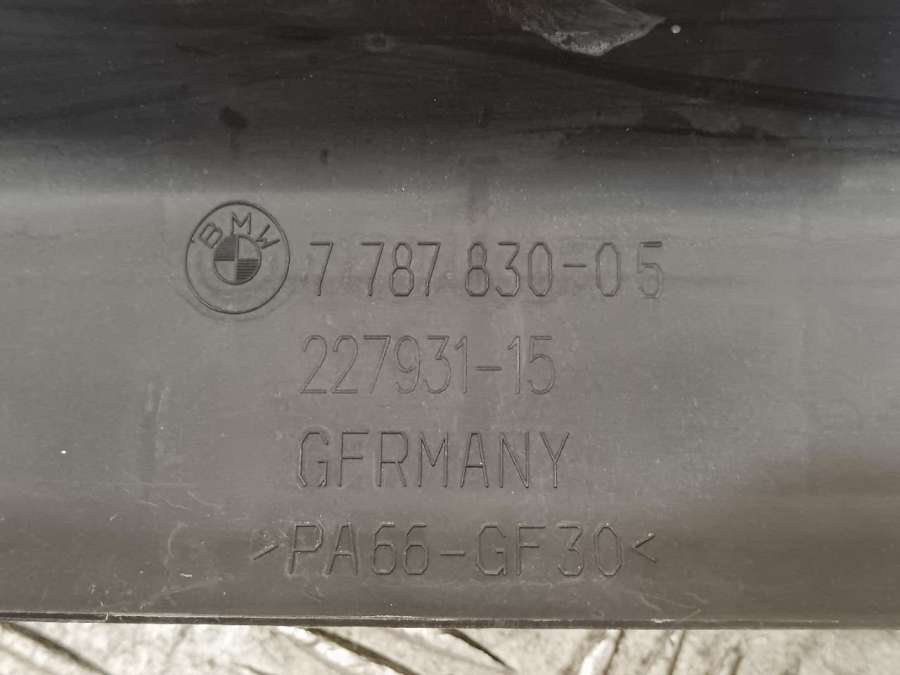 BMW 7 787 830-05
227931-15
GERMANY
>PA66-GF30<